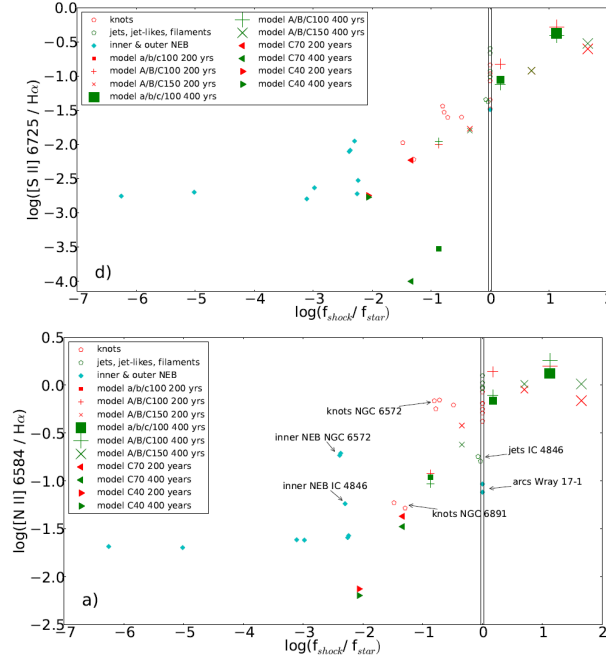 0.0
−0.5
−1.0
−1.5
−2.0
−2.5
−3.0
−3.5
−4.0
log([S II] 6725 / Hα)
knots
jets, jet-likes, filaments
inner & outer NEB
model a/b/c100 200 yrs
model A/B/C100 200 yrs
model A/B/C150 200 yrs
model a/b/c/100 400 yrs
model A/B/C100 400 yrs
model A/B/C150 400 yrs
model C70 200 years
model C70 400 years
model C40 200 years
model C40 400 years
d)
−7 −6 −5 −4 −3 −2 −1 0 1 2
log(f_shock/ f_star)
0.5
0.0
−0.5
−1.0
−1.5
−2.0
−2.5
log([N II] 6584 / Hα)
knots
jets, jet-likes, filaments
inner & outer NEB
model a/b/c100 200 yrs
model A/B/C100 200 yrs
model A/B/C150 200 yrs
model a/b/c/100 400 yrs
model A/B/C100 400 yrs
model A/B/C150 400 yrs
model C70 200 years
model C70 400 years
model C40 200 years
model C40 400 years
knots NGC 6572
inner NEB NGC 6572
jets IC 4846
inner NEB IC 4846
arcs Wray 17-1
knots NGC 6891
a)
−7 −6 −5 −4 −3 −2 −1 0 1 2
log(f_shock/ f_star)